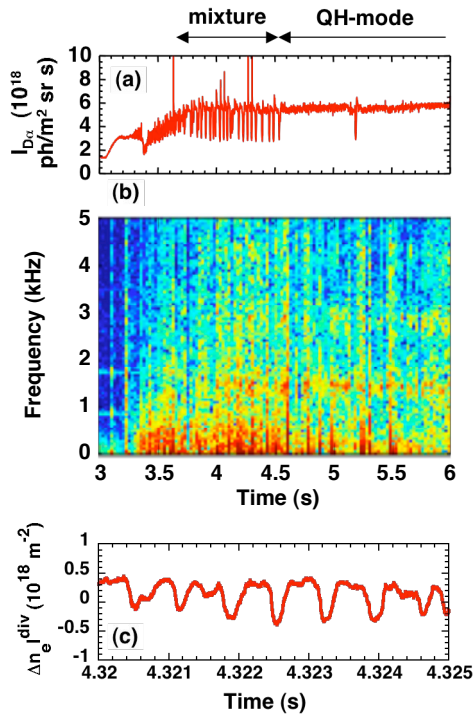 mixture QH-mode
I_Dα (10^18 ph/m^2 sr s)
10
8
6
4
2
0
(a)
(b)
Frequency (kHz)
5
4
3
2
1
0
3 3.5 4 4.5 5 5.5 6
Time (s)
Δn_e l^div (10^18 m^-2)
1
0.5
0
-0.5
-1
(c)
4.32 4.321 4.322 4.323 4.324 4.325
Time (s)